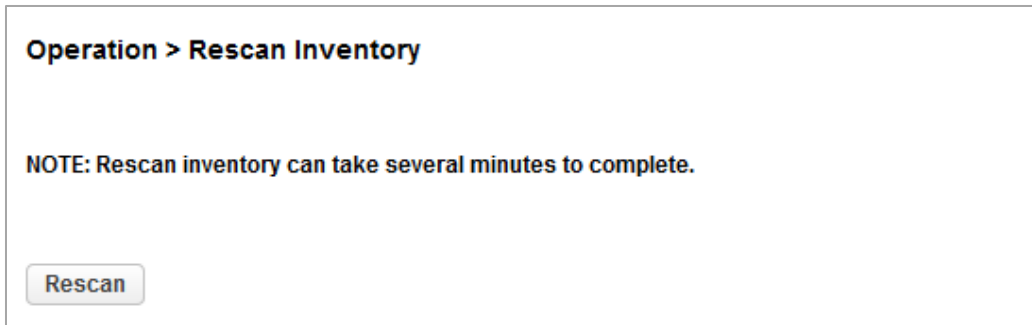 Operation > Rescan Inventory
NOTE: Rescan inventory can take several minutes to complete.
Rescan